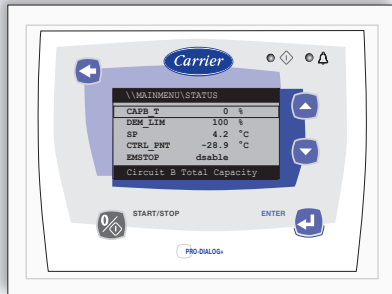 Carrier
\\MAINMENU\STATUS
CAPB_T 0 %
DEM_LIM 100 %
SP 4.2 °C
CTRL_PNT -28.9 °C
EMSTOP dsable
Circuit B Total Capacity
START/STOP
ENTER
PRO-DIALOG+